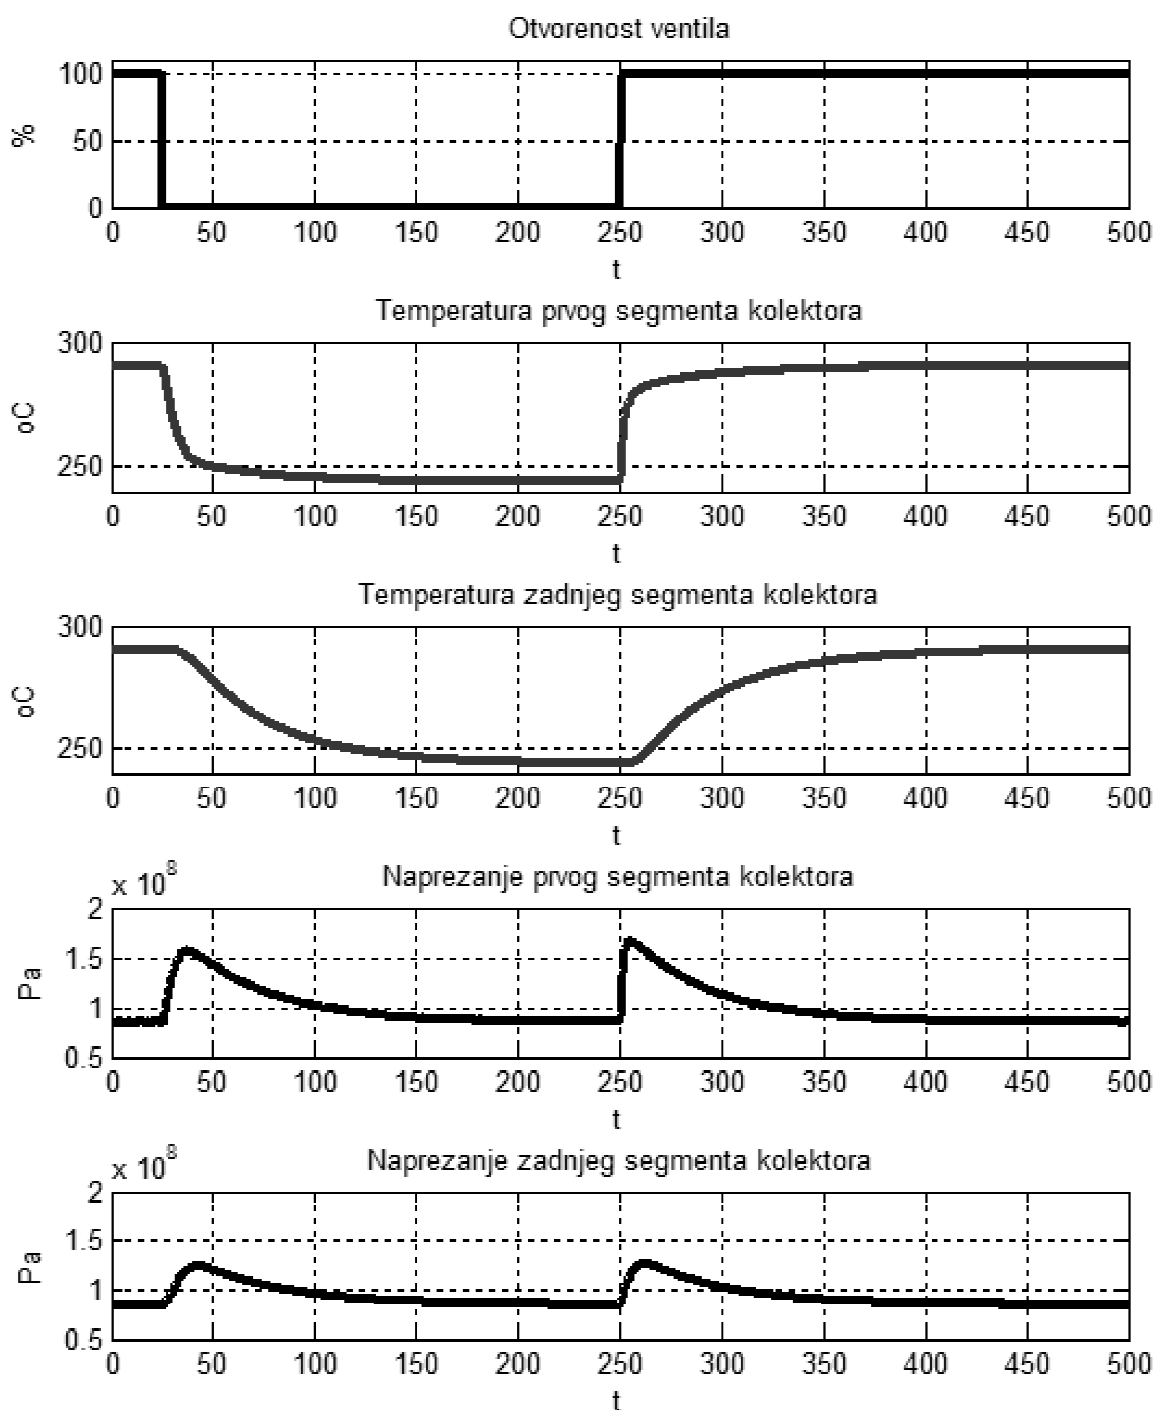 Otvorenost ventila
100
50
0
%
0 50 100 150 200 250 300 350 400 450 500
t
Temperatura prvog segmenta kolektora
300
250
oC
0 50 100 150 200 250 300 350 400 450 500
t
Temperatura zadnjeg segmenta kolektora
300
250
oC
0 50 100 150 200 250 300 350 400 450 500
t
x 10^8
Naprezanje prvog segmenta kolektora
2
1.5
1
0.5
Pa
0 50 100 150 200 250 300 350 400 450 500
t
x 10^8
Naprezanje zadnjeg segmenta kolektora
2
1.5
1
0.5
Pa
0 50 100 150 200 250 300 350 400 450 500
t